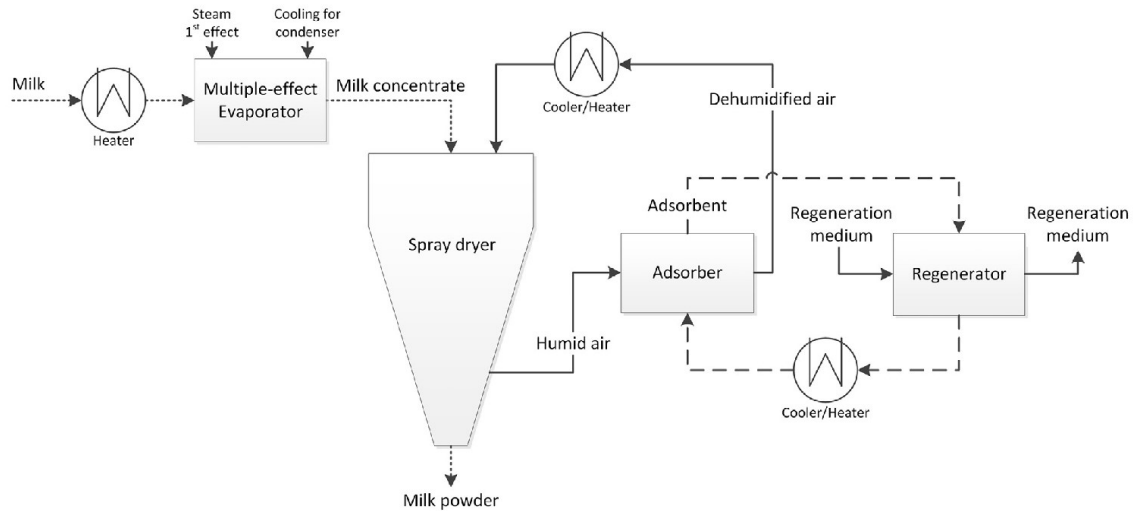 Steam
1st effect
Cooling for
condenser
Milk
Heater
Multiple-effect
Evaporator
Milk concentrate
Cooler/Heater
Dehumidified air
Spray dryer
Adsorbent
Adsorber
Humid air
Regeneration
medium
Regeneration
medium
Regenerator
Cooler/Heater
Milk powder